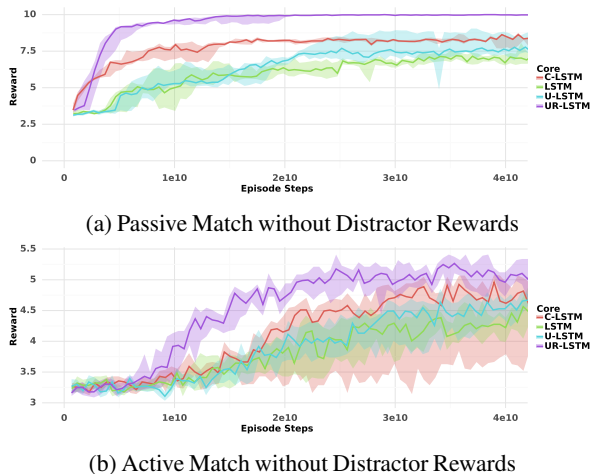 10
7.5
5
2.5
0
Reward
0 1e10 2e10 3e10 4e10
Episode Steps
Core
C-LSTM
LSTM
U-LSTM
UR-LSTM
(a) Passive Match without Distractor Rewards
5.5
5
4.5
4
3.5
3
Reward
0 1e10 2e10 3e10 4e10
Episode Steps
Core
C-LSTM
LSTM
U-LSTM
UR-LSTM
(b) Active Match without Distractor Rewards